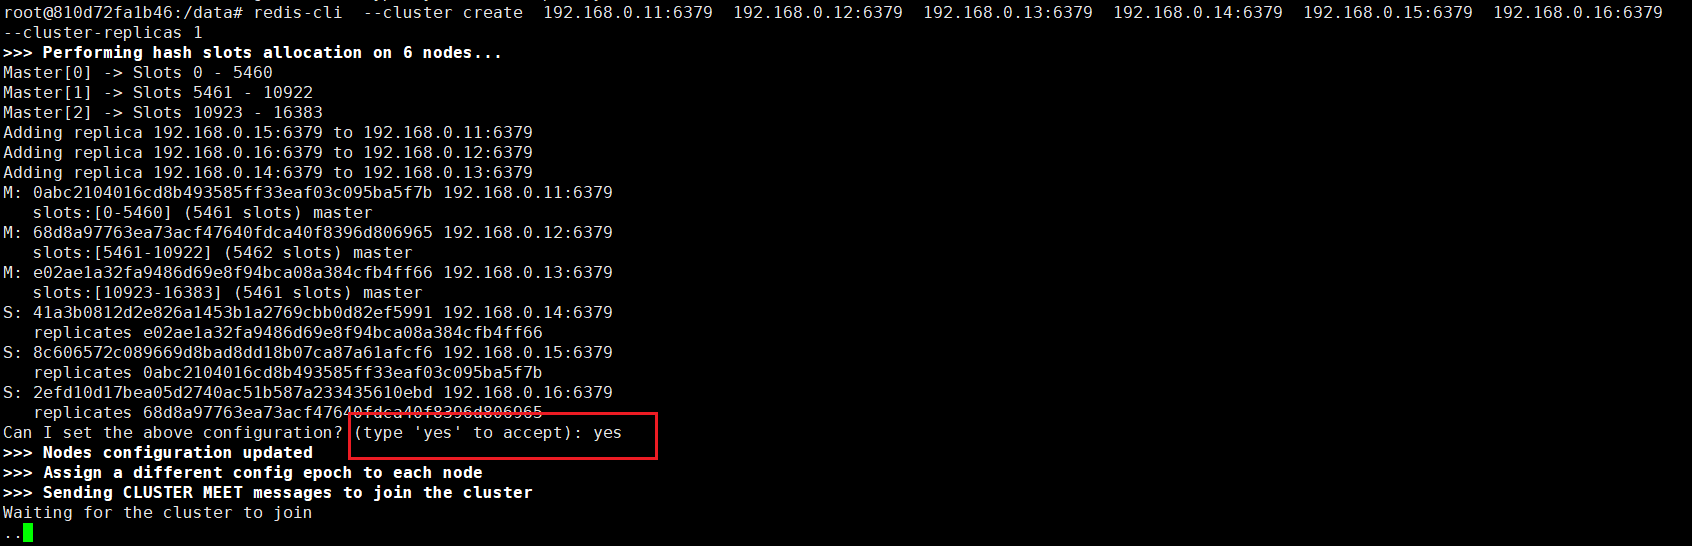 root@810d72fa1b46:/data# redis-cli  --cluster create  192.168.0.11:6379  192.168.0.12:6379  192.168.0.13:6379  192.168.0.14:6379  192.168.0.15:6379  192.168.0.16:6379
--cluster-replicas 1
>>> Performing hash slots allocation on 6 nodes...
Master[0] -> Slots 0 - 5460
Master[1] -> Slots 5461 - 10922
Master[2] -> Slots 10923 - 16383
Adding replica 192.168.0.15:6379 to 192.168.0.11:6379
Adding replica 192.168.0.16:6379 to 192.168.0.12:6379
Adding replica 192.168.0.14:6379 to 192.168.0.13:6379
M: 0abc2104016cd8b493585ff33eaf03c095ba5f7b 192.168.0.11:6379
   slots:[0-5460] (5461 slots) master
M: 68d8a97763ea73acf47640fdca40f8396d806965 192.168.0.12:6379
   slots:[5461-10922] (5462 slots) master
M: e02ae1a32fa9486d69e8f94bca08a384cfb4ff66 192.168.0.13:6379
   slots:[10923-16383] (5461 slots) master
S: 41a3b0812d2e826a1453b1a2769cbb0d82ef5991 192.168.0.14:6379
   replicates e02ae1a32fa9486d69e8f94bca08a384cfb4ff66
S: 8c606572c089669d8bad8dd18b07ca87a61afcf6 192.168.0.15:6379
   replicates 0abc2104016cd8b493585ff33eaf03c095ba5f7b
S: 2efd10d17bea05d2740ac51b587a233435610ebd 192.168.0.16:6379
   replicates 68d8a97763ea73acf47640fdca40f8396d806965
Can I set the above configuration? (type 'yes' to accept): yes
>>> Nodes configuration updated
>>> Assign a different config epoch to each node
>>> Sending CLUSTER MEET messages to join the cluster
Waiting for the cluster to join
..